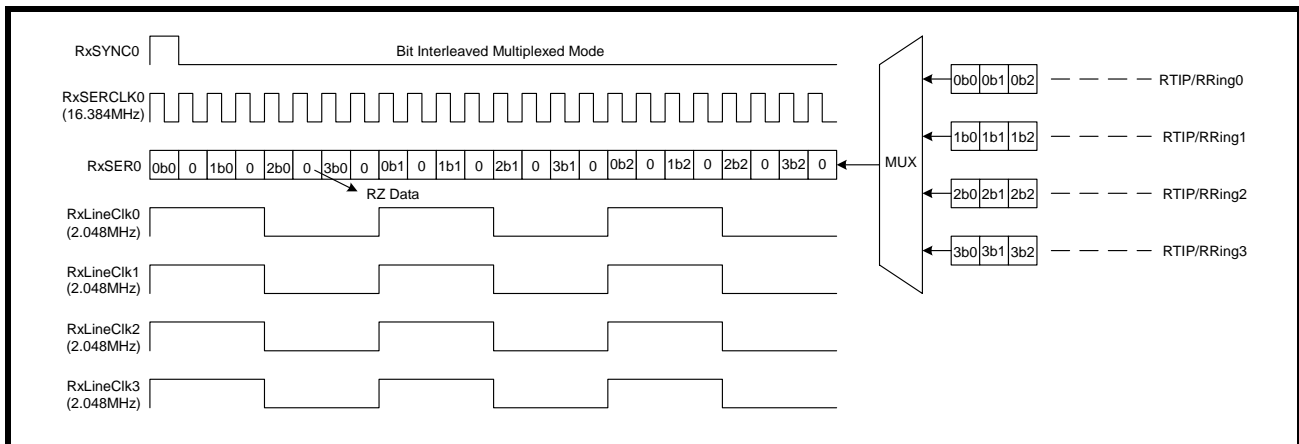 RxSYNC0
Bit Interleaved Multiplexed Mode
RxSERCLK0
(16.384MHz)
RxSER0 0b0 0 1b0 0 2b0 0 3b0 0 0b1 0 1b1 0 2b1 0 3b1 0 0b2 0 1b2 0 2b2 0 3b2 0
RZ Data
RxLineClk0
(2.048MHz)
RxLineClk1
(2.048MHz)
RxLineClk2
(2.048MHz)
RxLineClk3
(2.048MHz)
MUX
0b0 0b1 0b2 RTIP/RRing0
1b0 1b1 1b2 RTIP/RRing1
2b0 2b1 2b2 RTIP/RRing2
3b0 3b1 3b2 RTIP/RRing3